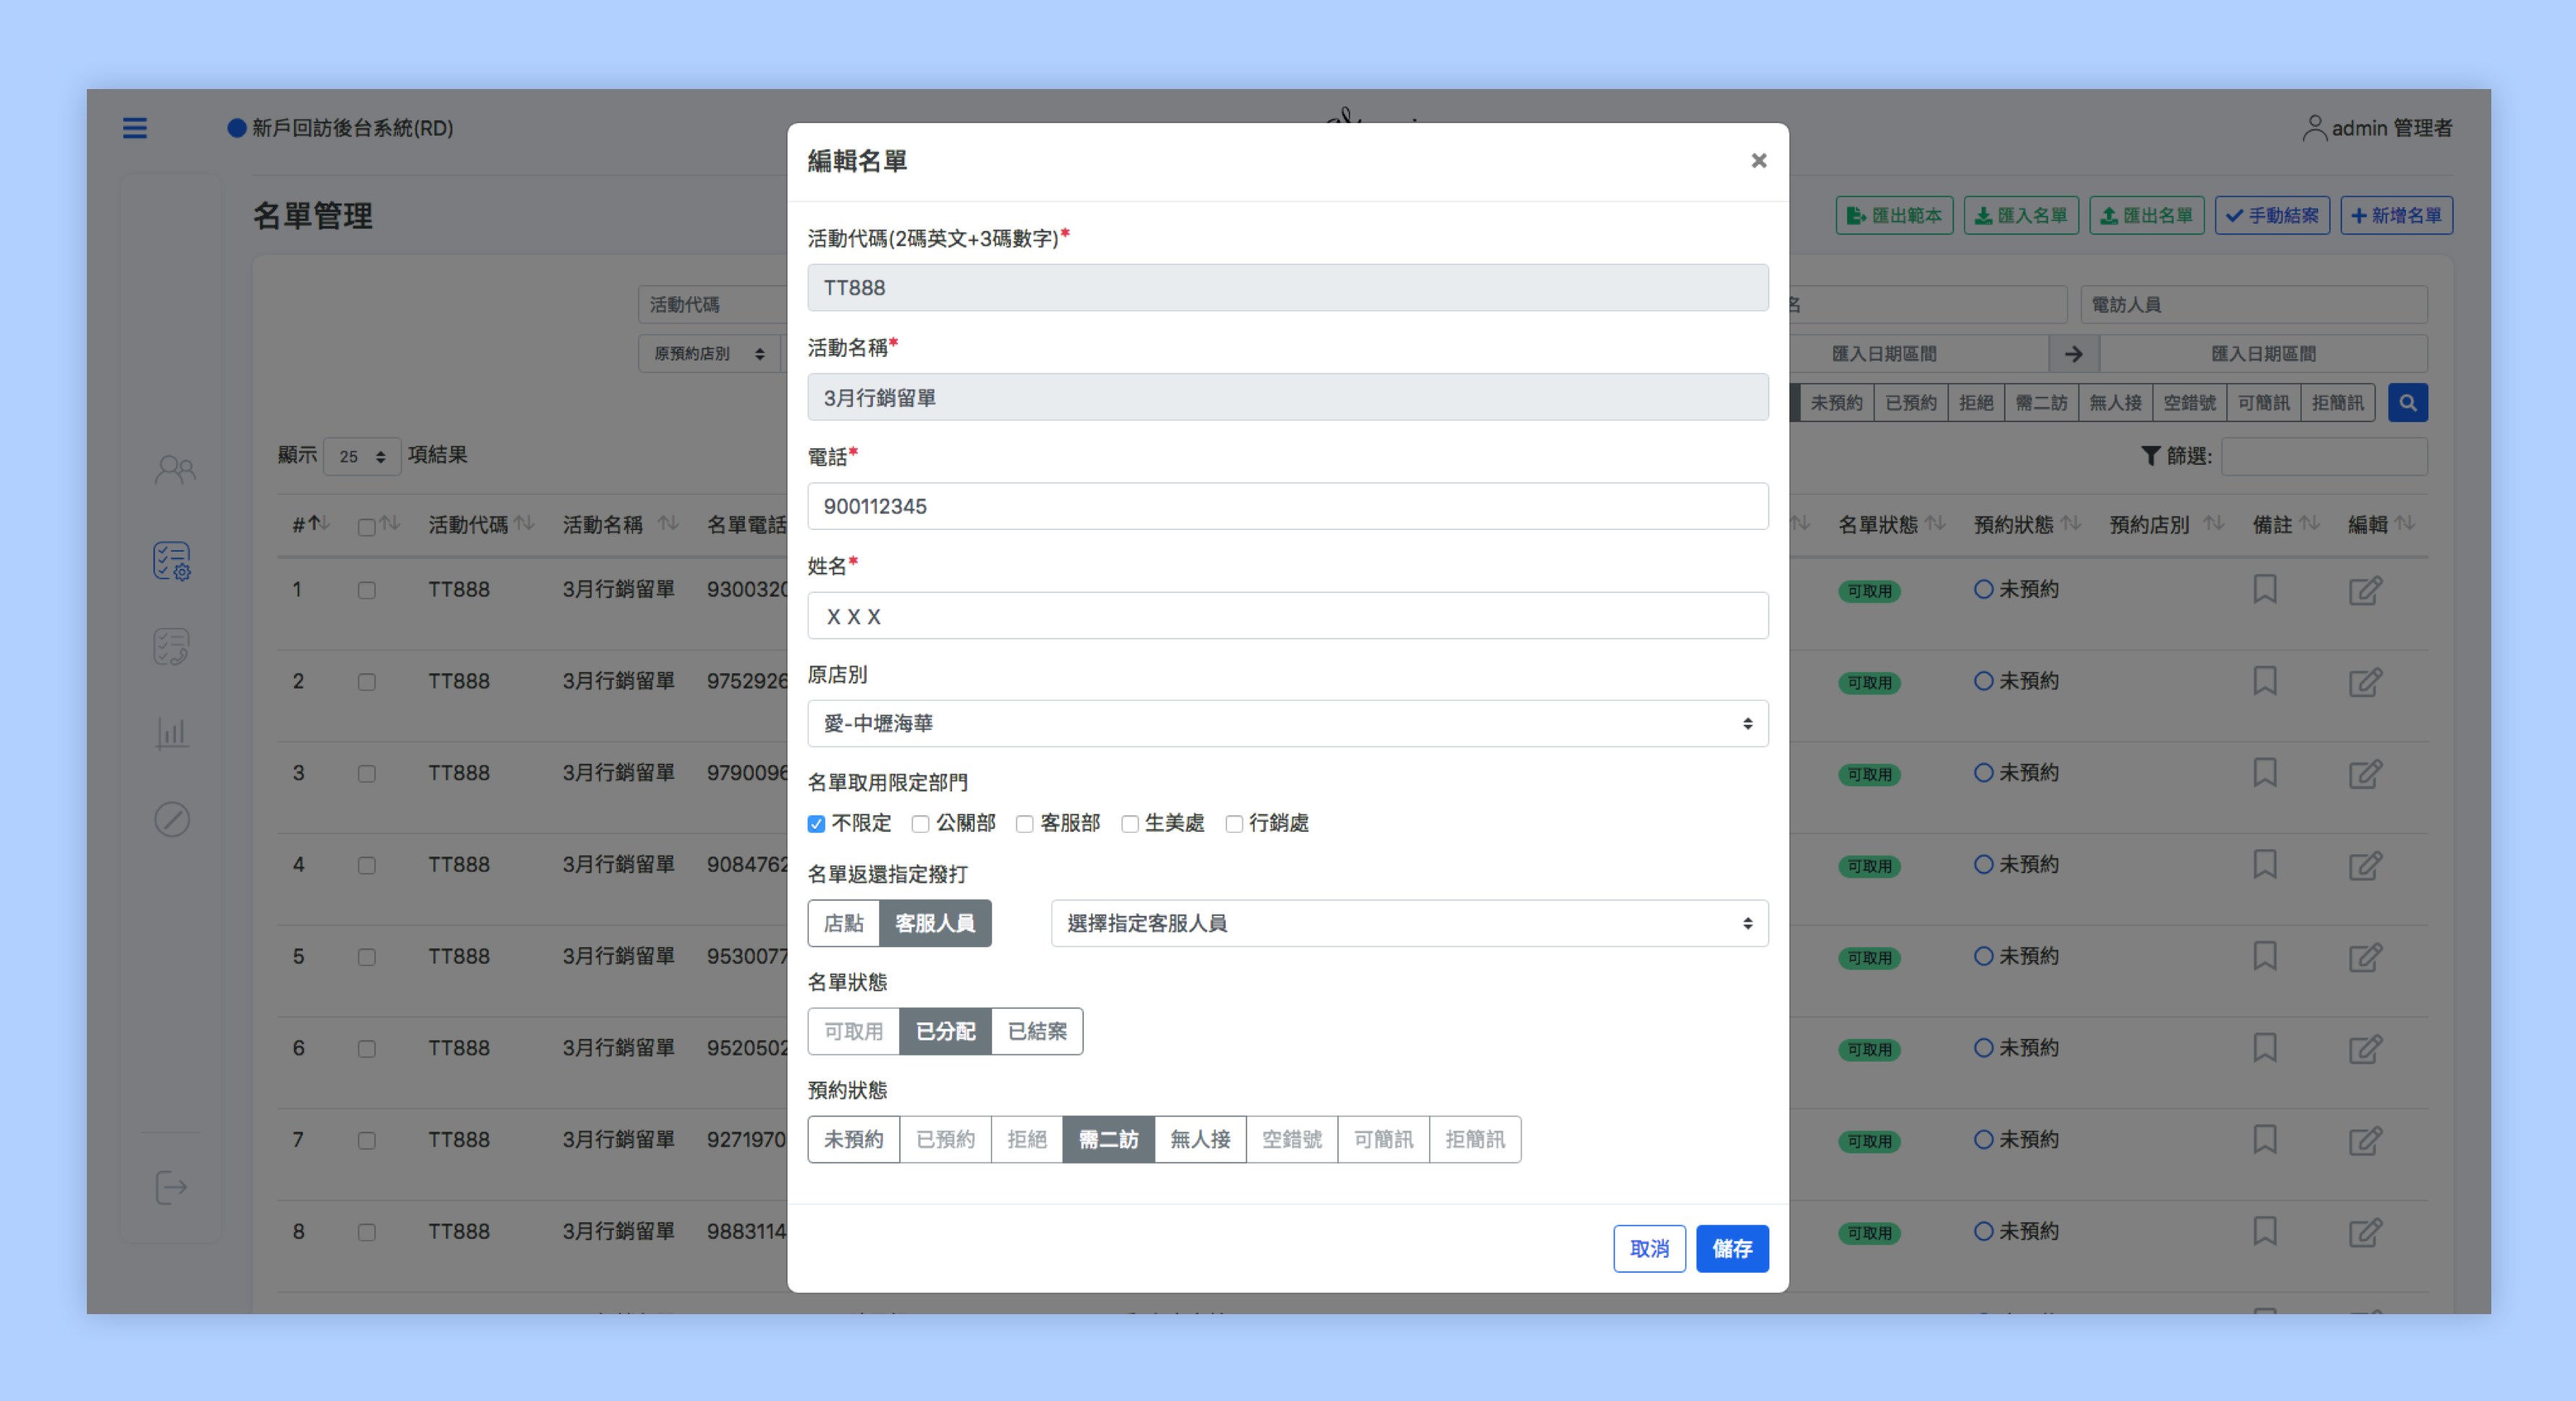 新戶回訪後台系統(RD)
admin 管理者
名單管理
匯出範本 匯入名單 匯出名單 手動結案 新增名單
活動代碼 名 電訪人員
原預約店別 匯入日期區間 匯入日期區間
未預約 已預約 拒絕 需二訪 無人接 空錯號 可簡訊 拒簡訊
顯示 25 項結果 篩選:
# 活動代碼 活動名稱 名單電話 名單狀態 預約狀態 預約店別 備註 編輯
1 TT888 3月行銷留單 930032 可取用 未預約
2 TT888 3月行銷留單 9752926 可取用 未預約
3 TT888 3月行銷留單 979009 可取用 未預約
4 TT888 3月行銷留單 908476 可取用 未預約
5 TT888 3月行銷留單 9530077 可取用 未預約
6 TT888 3月行銷留單 952050 可取用 未預約
7 TT888 3月行銷留單 9271970 可取用 未預約
8 TT888 3月行銷留單 9883114 可取用 未預約
編輯名單 ×
活動代碼(2碼英文+3碼數字)*
TT888
活動名稱*
3月行銷留單
電話*
900112345
姓名*
X X X
原店別
愛-中壢海華
名單取用限定部門
不限定 公關部 客服部 生美處 行銷處
名單返還指定撥打
店點 客服人員 選擇指定客服人員
名單狀態
可取用 已分配 已結案
預約狀態
未預約 已預約 拒絕 需二訪 無人接 空錯號 可簡訊 拒簡訊
取消 儲存